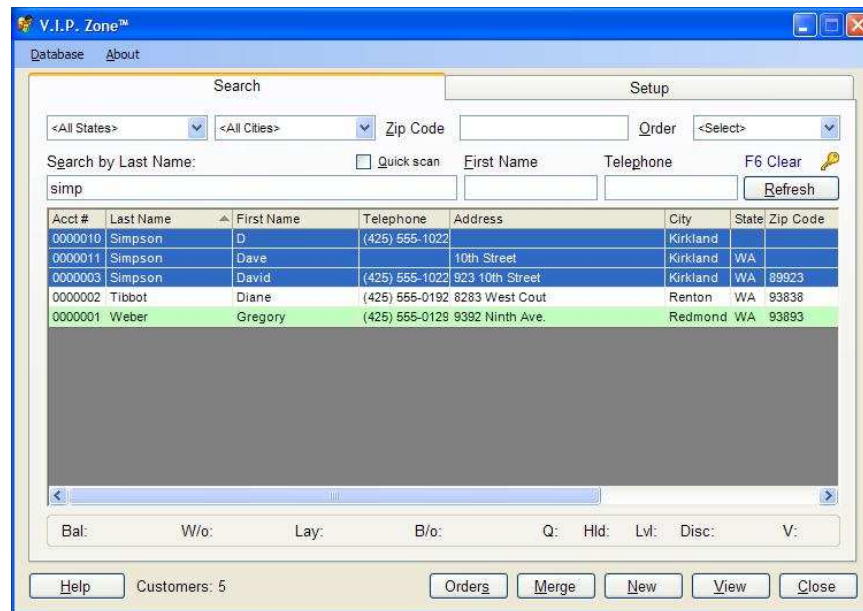 V.I.P. Zone™
Database About
Search Setup
<All States> <All Cities> Zip Code Order <Select>
Search by Last Name: Quick scan First Name Telephone F6 Clear
simp Refresh
Acct # Last Name First Name Telephone Address City State Zip Code
0000010 Simpson D (425) 555-1022 Kirkland
0000011 Simpson Dave 10th Street Kirkland WA
0000003 Simpson David (425) 555-1022 923 10th Street Kirkland WA 89923
0000002 Tibbot Diane (425) 555-0192 8283 West Cout Renton WA 93838
0000001 Weber Gregory (425) 555-0129 9392 Ninth Ave. Redmond WA 93893
Bal: W/o: Lay: B/o: Q: Hld: Lvl: Disc: V:
Help Customers: 5 Orders Merge New View Close